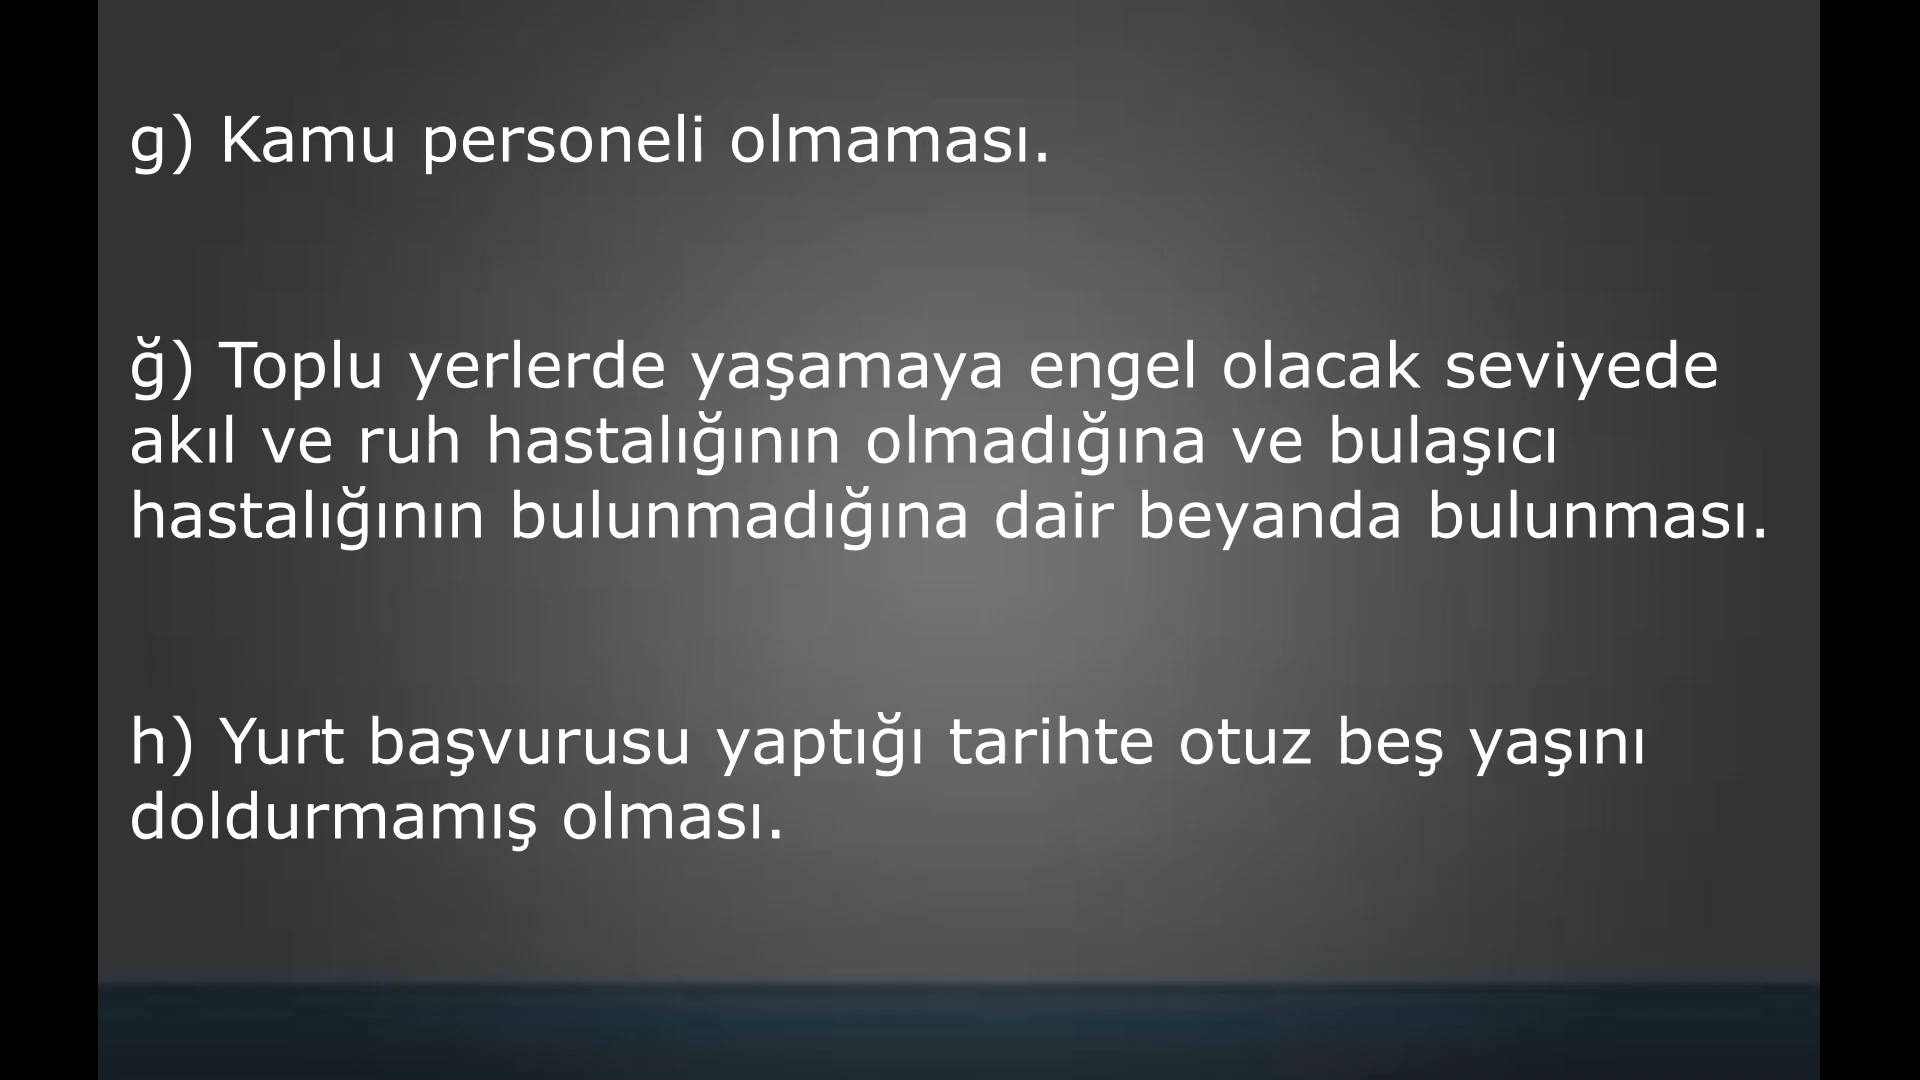 g) Kamu personeli olmaması.
ğ) Toplu yerlerde yaşamaya engel olacak seviyede
akıl ve ruh hastalığının olmadığına ve bulaşıcı
hastalığının bulunmadığına dair beyanda bulunması.
h) Yurt başvurusu yaptığı tarihte otuz beş yaşını
doldurmamış olması.